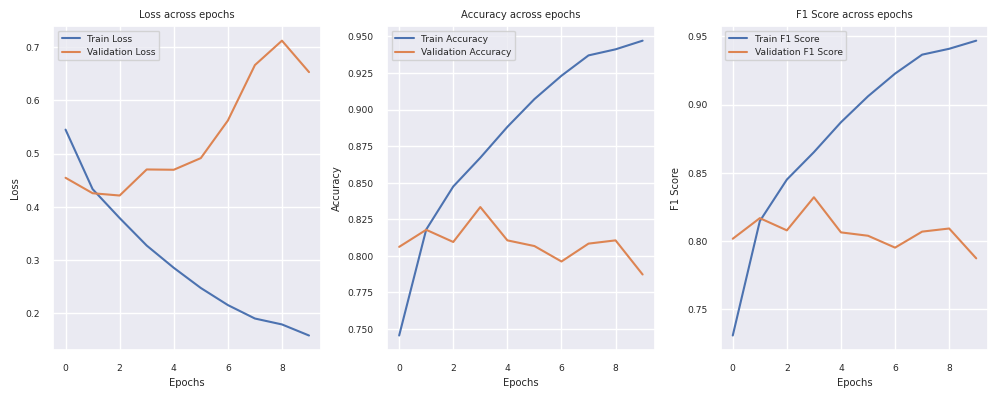 Loss across epochs
Train Loss
Validation Loss
0.7
0.6
0.5
0.4
0.3
0.2
Loss
0 2 4 6 8
Epochs
Accuracy across epochs
Train Accuracy
Validation Accuracy
0.950
0.925
0.900
0.875
0.850
0.825
0.800
0.775
0.750
Accuracy
0 2 4 6 8
Epochs
F1 Score across epochs
Train F1 Score
Validation F1 Score
0.95
0.90
0.85
0.80
0.75
F1 Score
0 2 4 6 8
Epochs